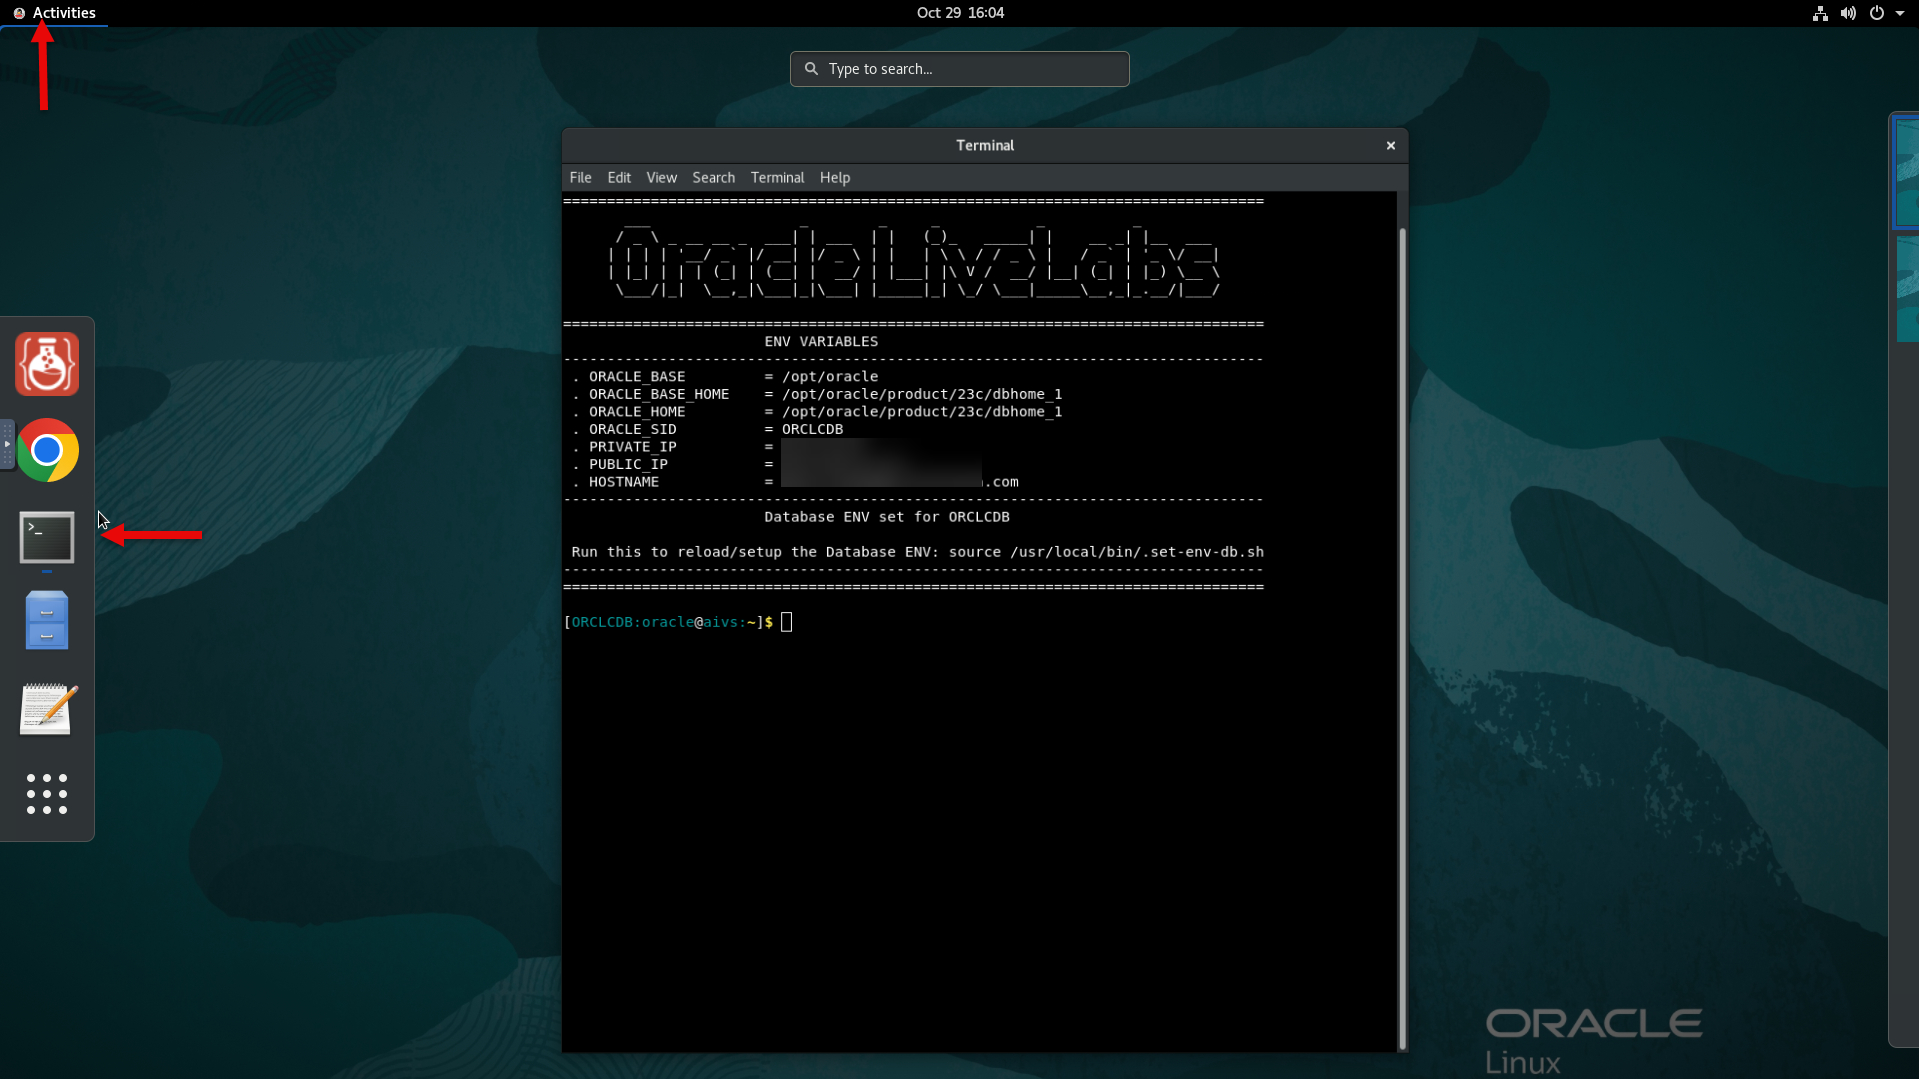 Activities
Oct 29 16:04
Type to search...
Terminal
File Edit View Search Terminal Help
================================================================================
Oracle LiveLabs
================================================================================
ENV VARIABLES
--------------------------------------------------------------------------------
. ORACLE_BASE = /opt/oracle
. ORACLE_BASE_HOME = /opt/oracle/product/23c/dbhome_1
. ORACLE_HOME = /opt/oracle/product/23c/dbhome_1
. ORACLE_SID = ORCLCDB
. PRIVATE_IP =
. PUBLIC_IP =
. HOSTNAME = .com
--------------------------------------------------------------------------------
Database ENV set for ORCLCDB
Run this to reload/setup the Database ENV: source /usr/local/bin/.set-env-db.sh
--------------------------------------------------------------------------------
================================================================================
[ORCLCDB:oracle@aivs:~]$
ORACLE
Linux